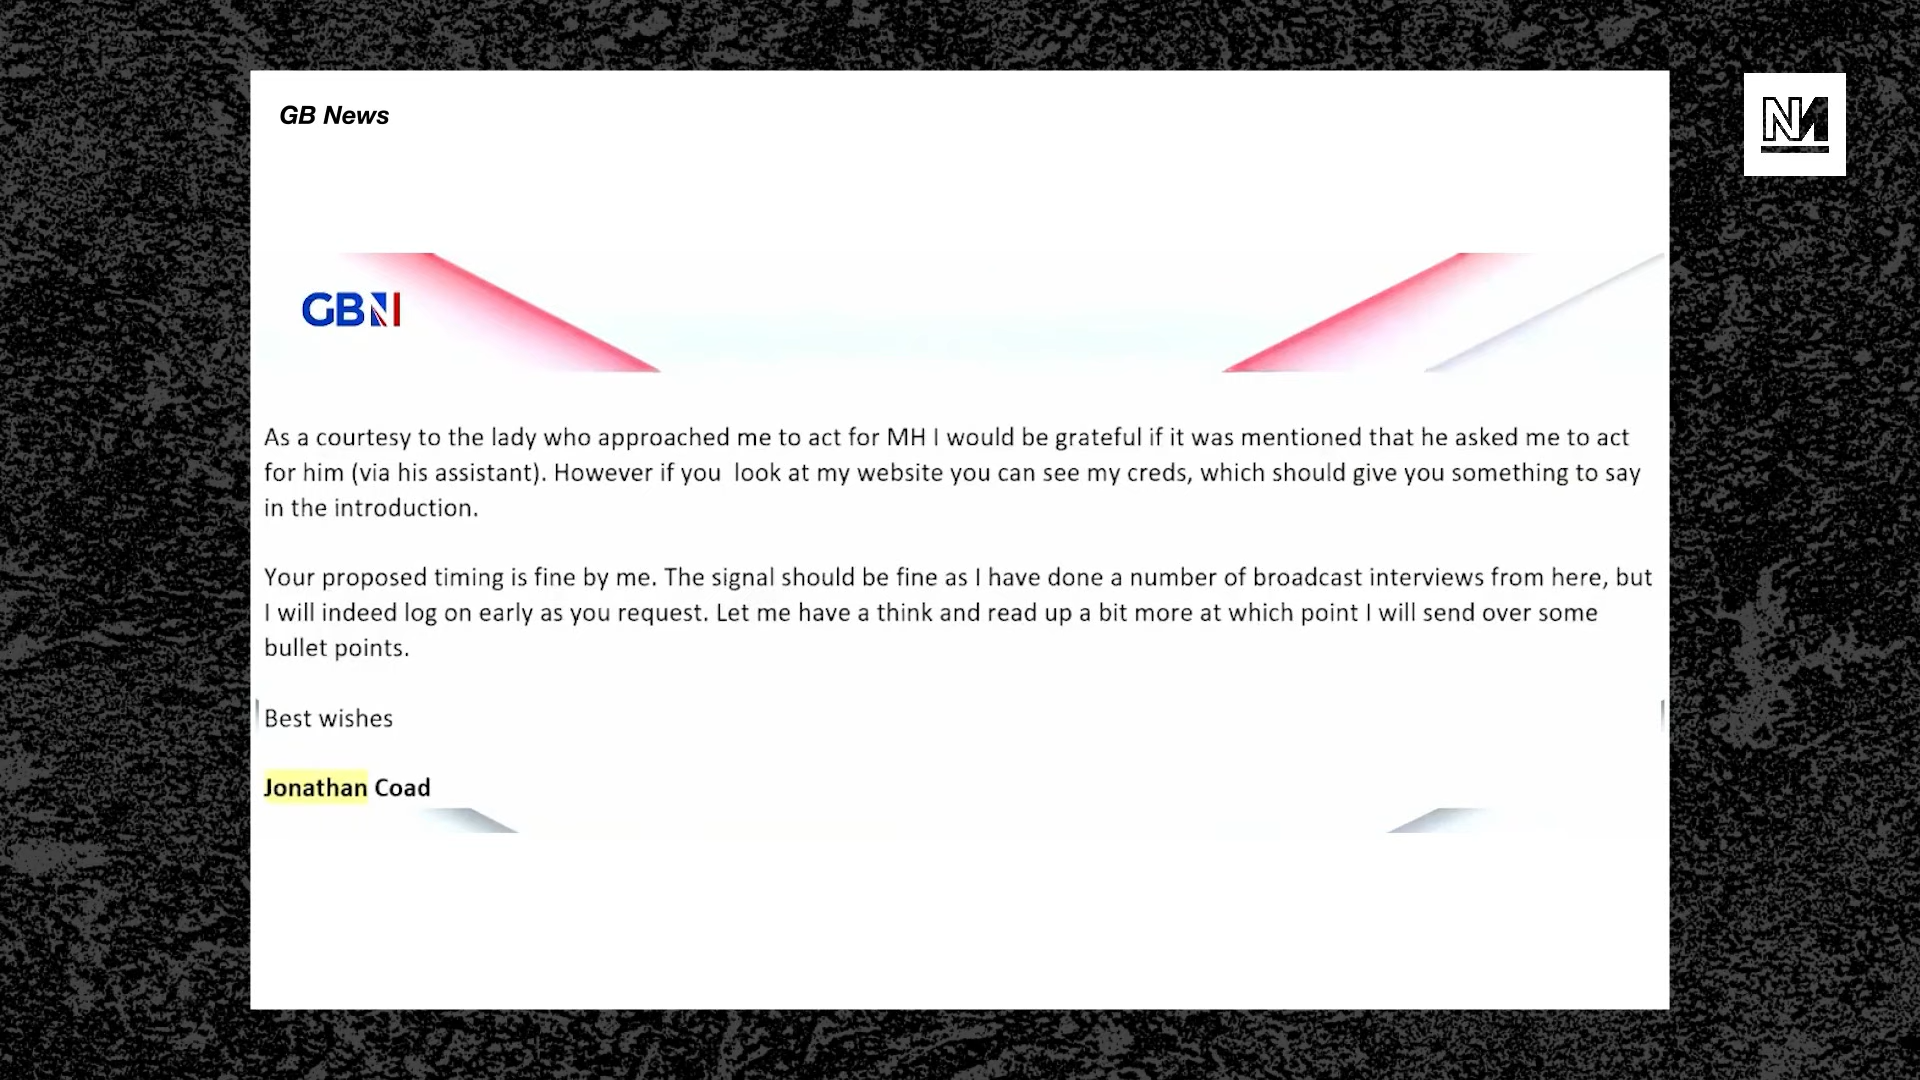 GB News
NM
GBN
As a courtesy to the lady who approached me to act for MH I would be grateful if it was mentioned that he asked me to act
for him (via his assistant). However if you  look at my website you can see my creds, which should give you something to say
in the introduction.
Your proposed timing is fine by me. The signal should be fine as I have done a number of broadcast interviews from here, but
I will indeed log on early as you request. Let me have a think and read up a bit more at which point I will send over some
bullet points.
Best wishes
Jonathan Coad